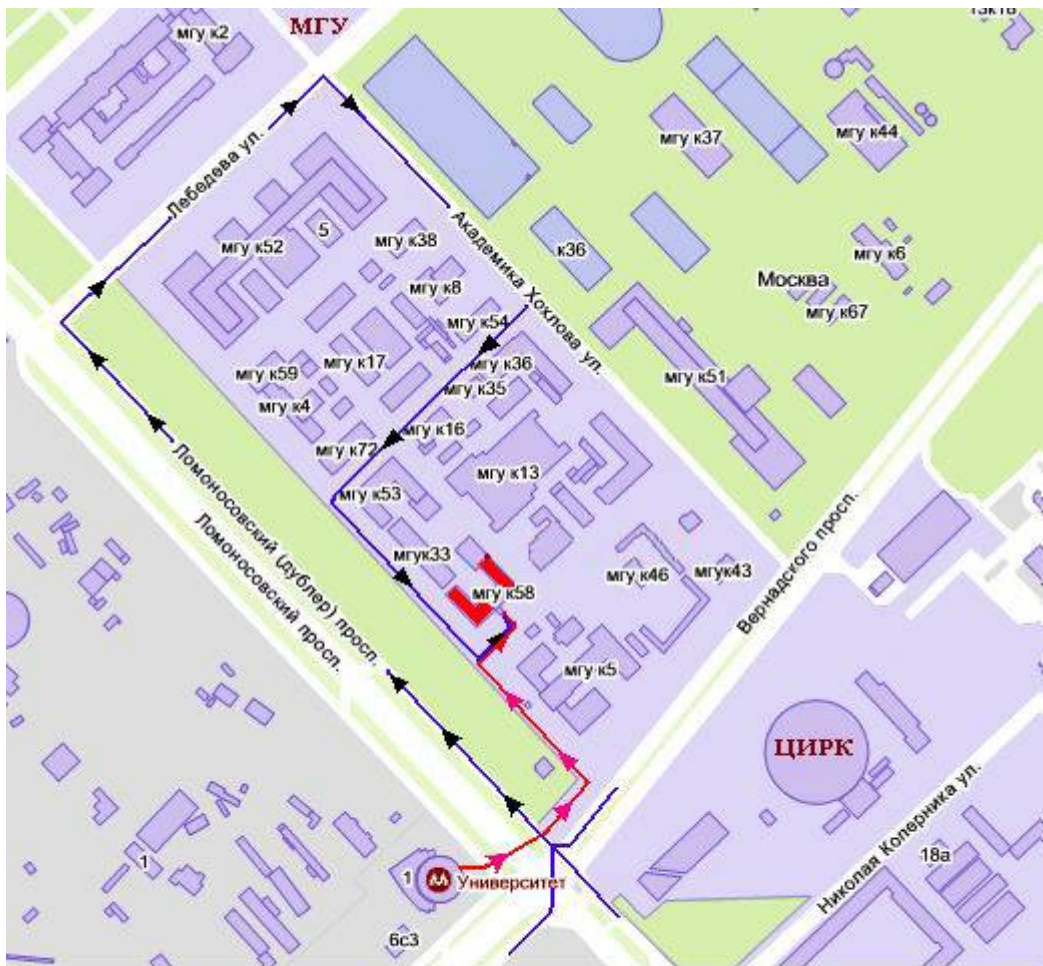 МГУ
13к18
мгу к2
мгу к37
мгу к44
Лебедева ул.
5
мгу к38
мгу к52
Академика Хохлова ул.
к36
мгу к6
Москва
мгу к8
мгу к67
мгу к54
мгу к17
мгу к36
мгу к59
мгу к35
мгу к51
мгу к4
мгу к16
мгу к72
мгу к13
мгу к53
Ломоносовский (дублер) просп.
Ломоносовский просп.
Вернадского просп.
мгук33
мгу к46
мгук43
мгу к58
мгу к5
ЦИРК
Николая Коперника ул.
1
18а
1
Университет
6с3